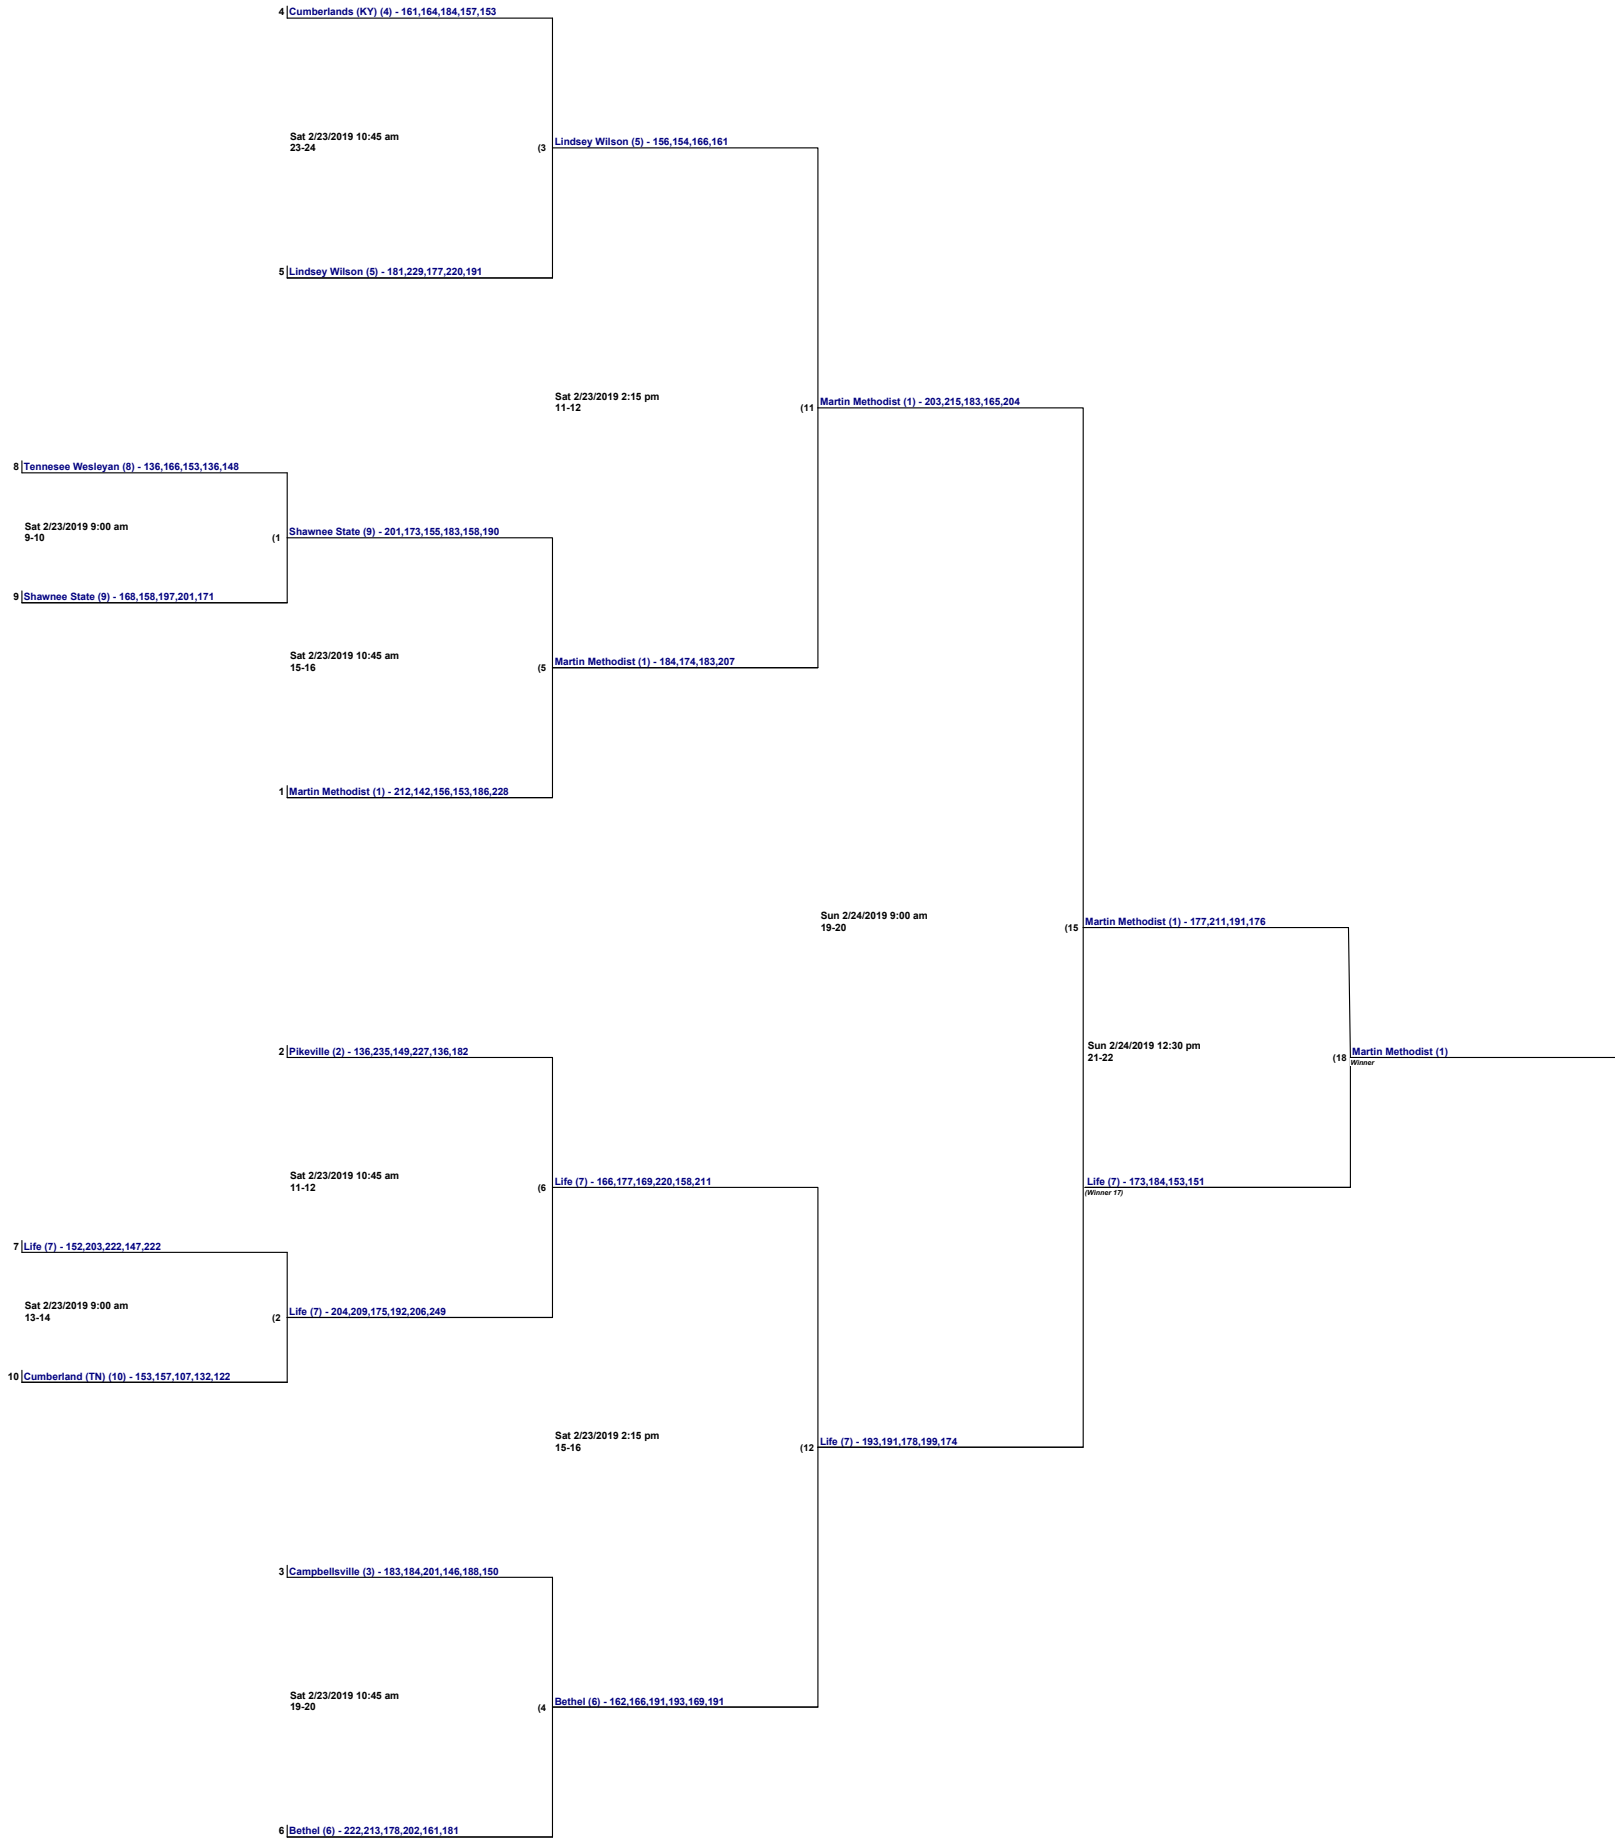 4 Cumberlands (KY) (4) - 161,164,184,157,153
Sat 2/23/2019 10:45 am
23-24
(3
Lindsey Wilson (5) - 156,154,166,161
5 Lindsey Wilson (5) - 181,229,177,220,191
Sat 2/23/2019 2:15 pm
11-12
(11
Martin Methodist (1) - 203,215,183,165,204
8 Tennesee Wesleyan (8) - 136,166,153,136,148
Sat 2/23/2019 9:00 am
9-10
(1
Shawnee State (9) - 201,173,155,183,158,190
9 Shawnee State (9) - 168,158,197,201,171
Sat 2/23/2019 10:45 am
15-16
(5
Martin Methodist (1) - 184,174,183,207
1 Martin Methodist (1) - 212,142,156,153,186,228
Sun 2/24/2019 9:00 am
19-20
(15
Martin Methodist (1) - 177,211,191,176
2 Pikeville (2) - 136,235,149,227,136,182
Sun 2/24/2019 12:30 pm
21-22
(18
Martin Methodist (1)
Winner
Sat 2/23/2019 10:45 am
11-12
(6
Life (7) - 166,177,169,220,158,211
Life (7) - 173,184,153,151
(Winner 17)
7 Life (7) - 152,203,222,147,222
Sat 2/23/2019 9:00 am
13-14
(2
Life (7) - 204,209,175,192,206,249
10 Cumberland (TN) (10) - 153,157,107,132,122
Sat 2/23/2019 2:15 pm
15-16
(12
Life (7) - 193,191,178,199,174
3 Campbellsville (3) - 183,184,201,146,188,150
Sat 2/23/2019 10:45 am
19-20
(4
Bethel (6) - 162,166,191,193,169,191
6 Bethel (6) - 222,213,178,202,161,181